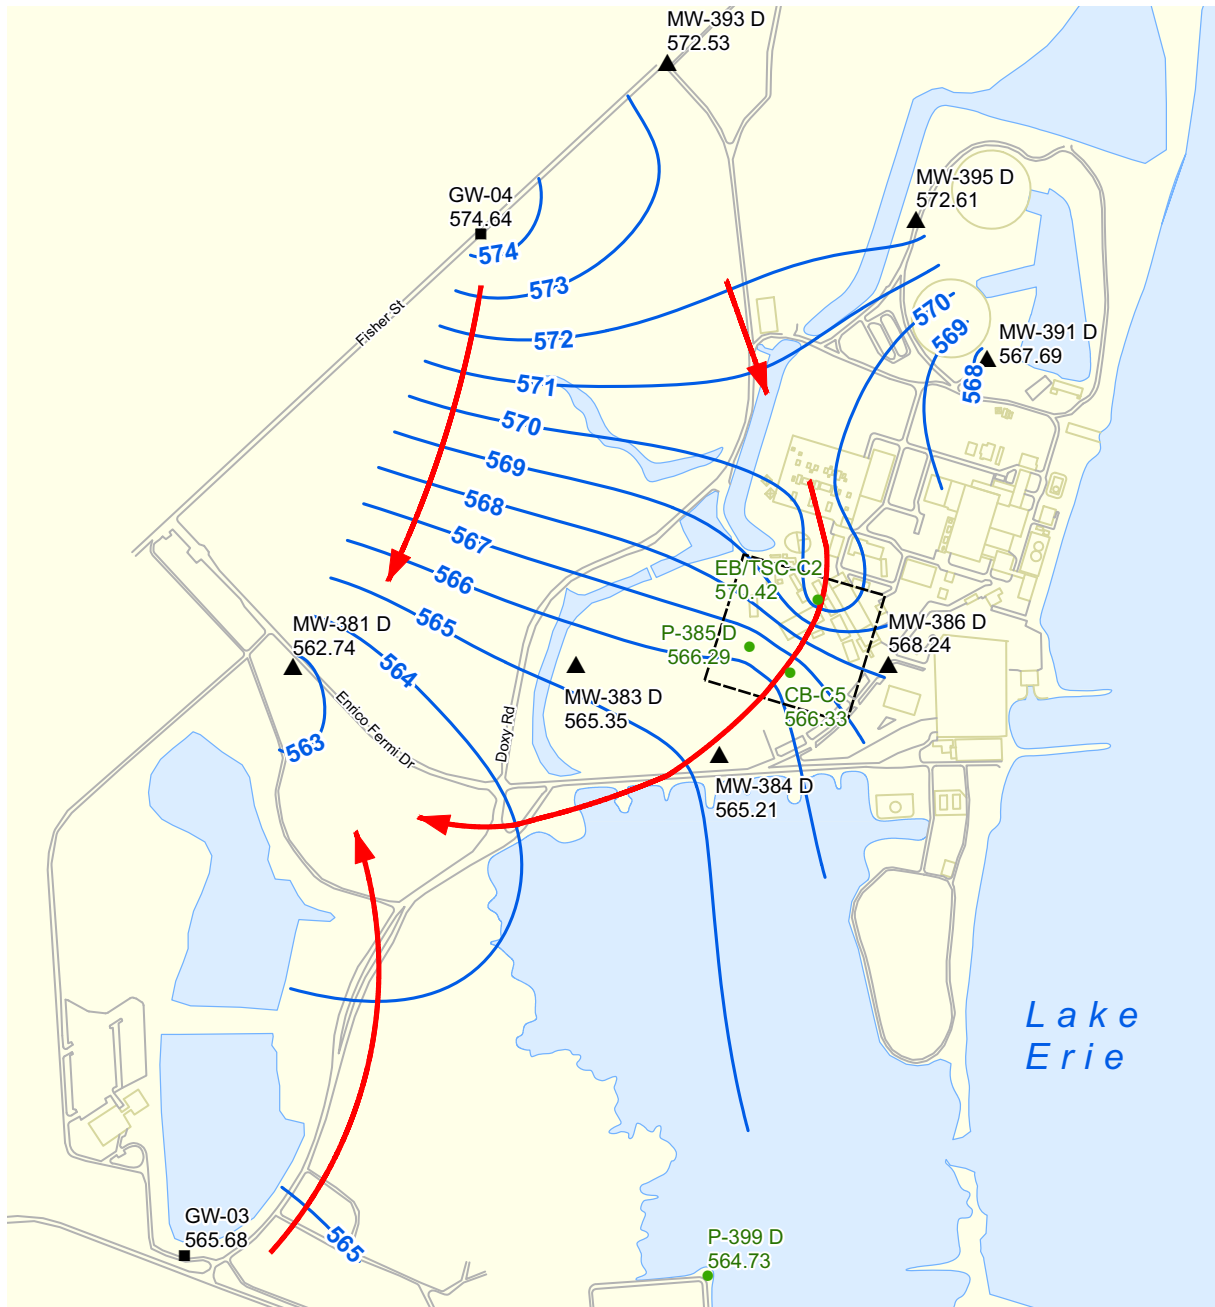 MW-393 D
572.53
MW-395 D
572.61
GW-04
574.64
574
573
572
571
570
569
568
567
566
565
564
563
570
569
568
MW-391 D
567.69
Fisher St
EB/TSC-C2
570.42
P-385 D
566.29
MW-386 D
568.24
CB-C5
566.33
MW-381 D
562.74
MW-383 D
565.35
MW-384 D
565.21
Enrico Fermi Dr
Doxy Rd
Lake
Erie
GW-03
565.68
565
P-399 D
564.73